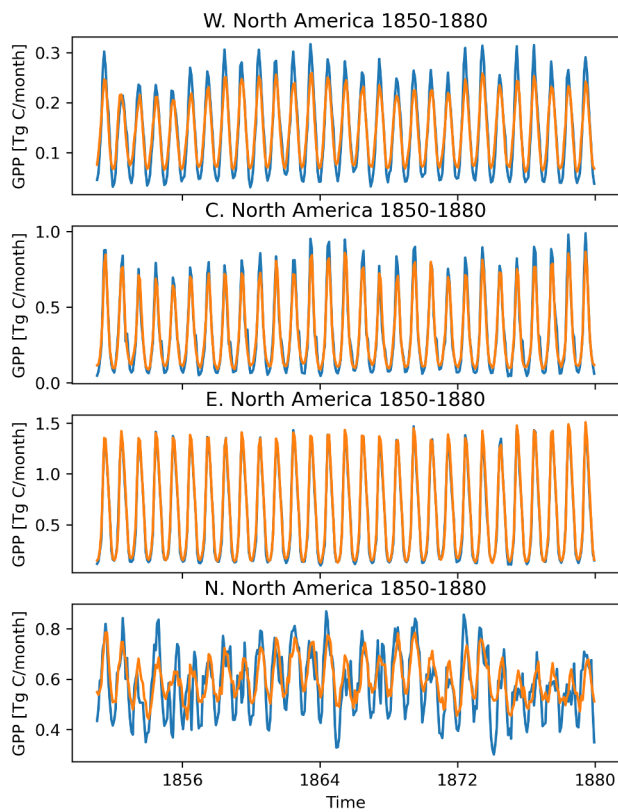 W. North America 1850-1880
GPP [Tg C/month]
0.3
0.2
0.1
C. North America 1850-1880
GPP [Tg C/month]
1.0
0.5
0.0
E. North America 1850-1880
GPP [Tg C/month]
1.5
1.0
0.5
N. North America 1850-1880
GPP [Tg C/month]
0.8
0.6
0.4
1856 1864 1872 1880
Time